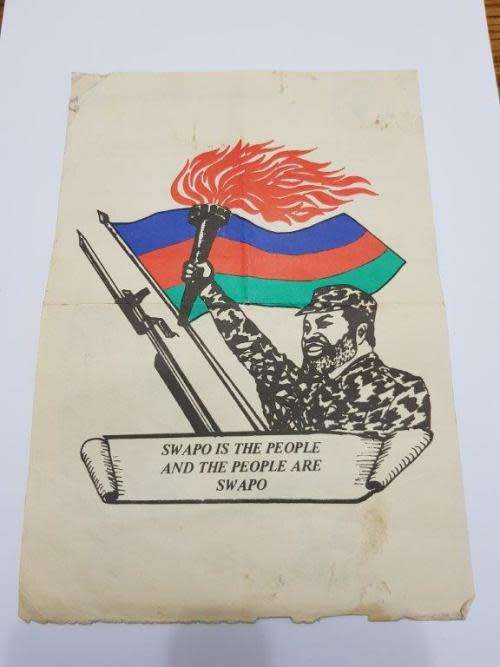 SWAPO IS THE PEOPLE
AND THE PEOPLE ARE
SWAPO